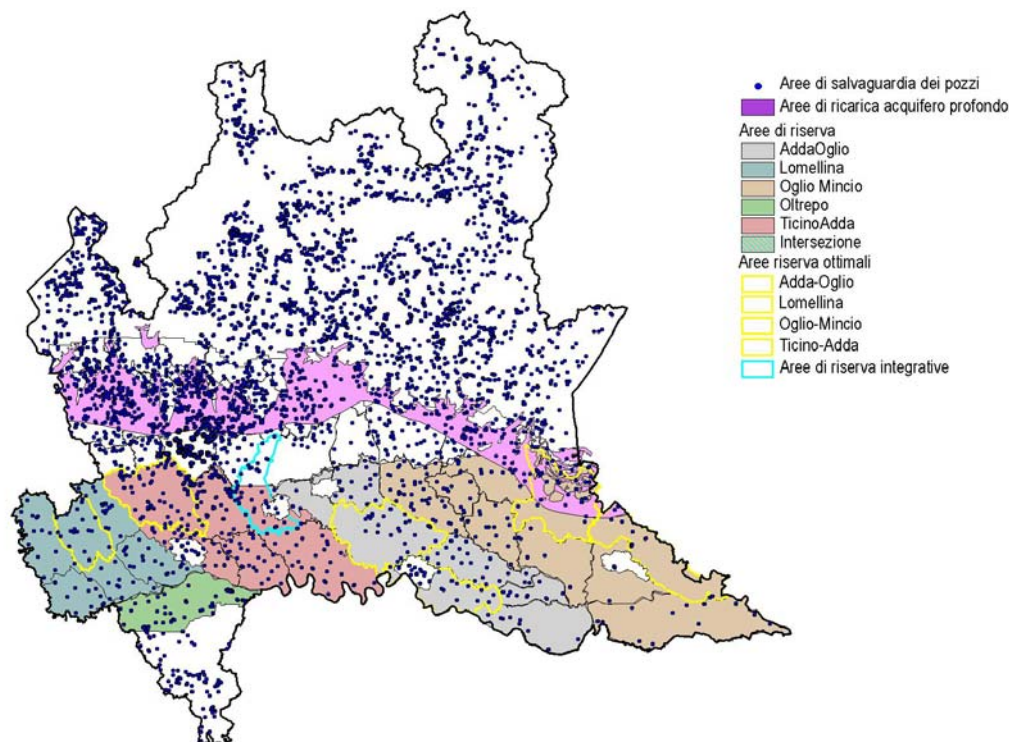 Aree di salvaguardia dei pozzi
Aree di ricarica acquifero profondo
Aree di riserva
AddaOglio
Lomellina
Oglio Mincio
Oltrepo
TicinoAdda
Intersezione
Aree riserva ottimali
Adda-Oglio
Lomellina
Oglio-Mincio
Ticino-Adda
Aree di riserva integrative